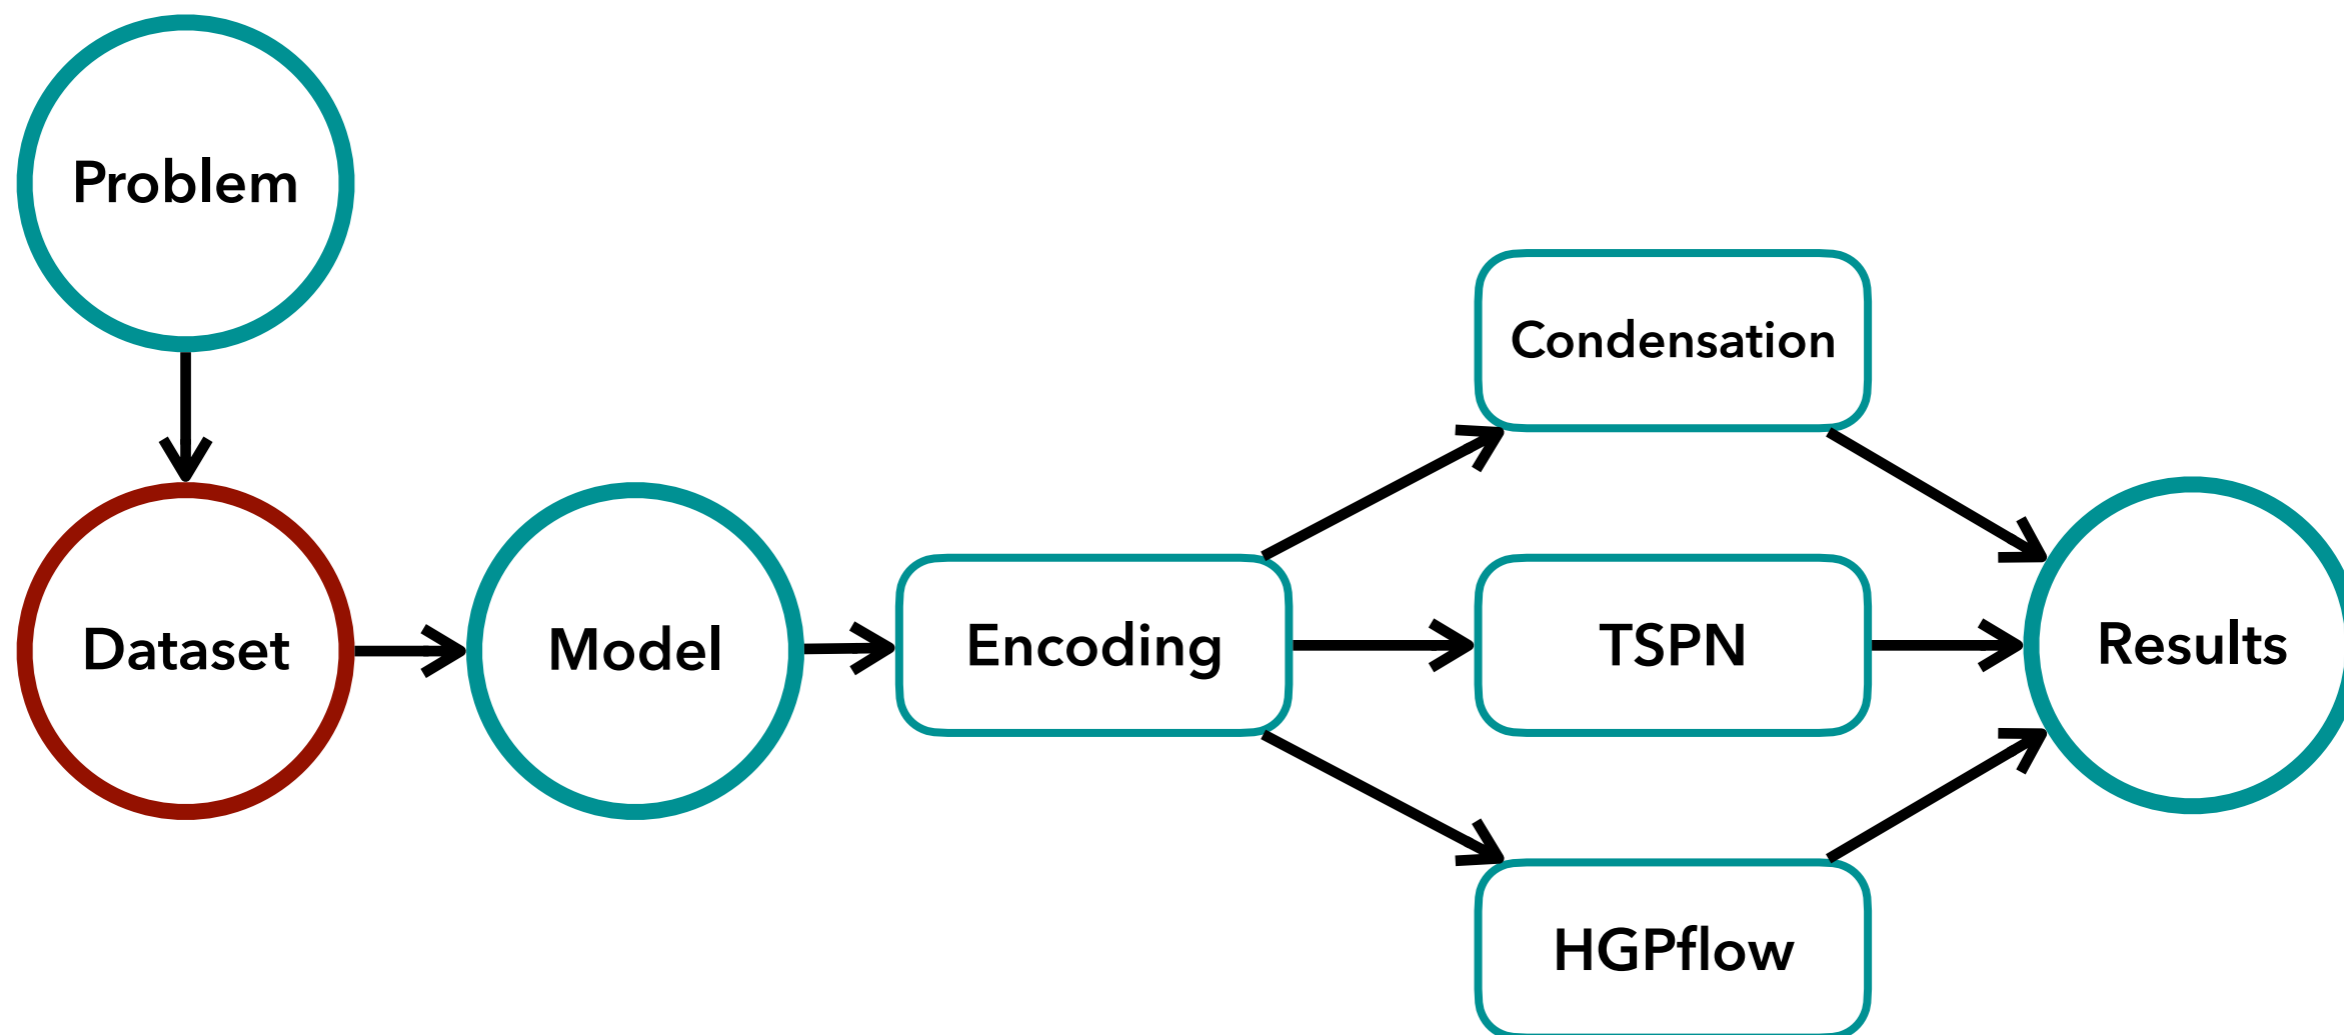 Problem
Dataset
Model
Encoding
Condensation
TSPN
HGPflow
Results